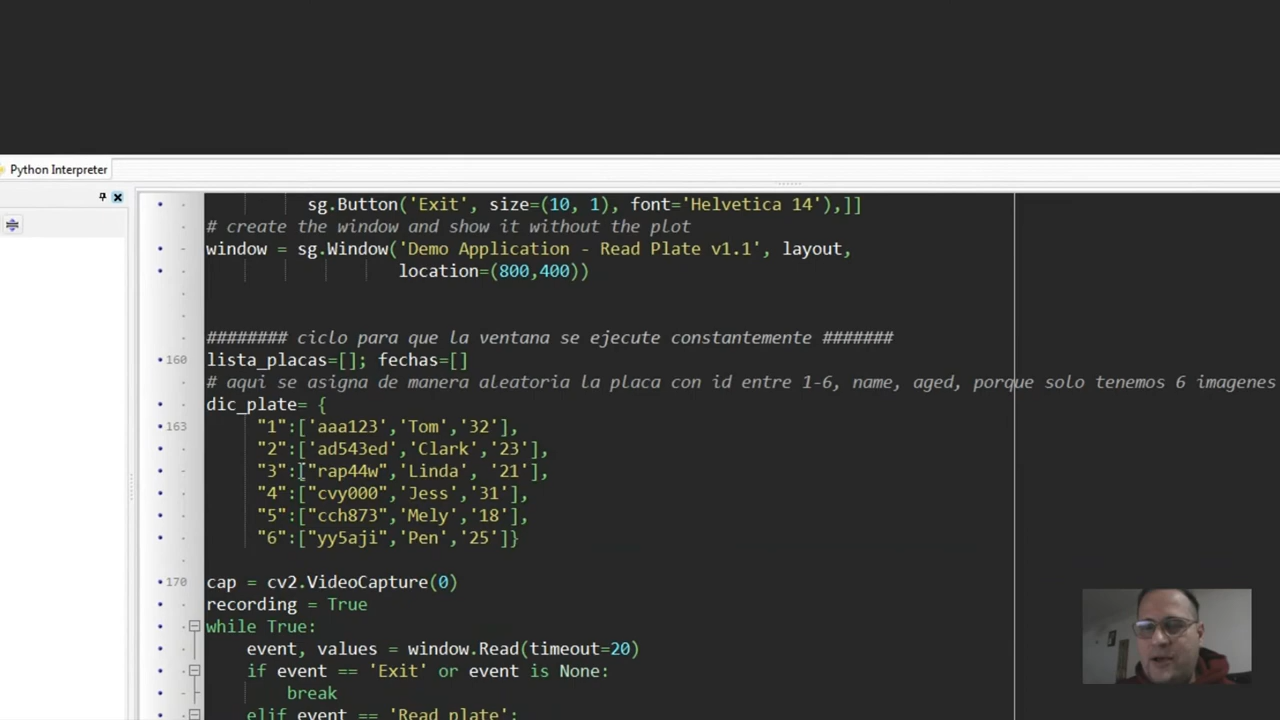 Python Interpreter
sg.Button('Exit', size=(10, 1), font='Helvetica 14'),]]
# create the window and show it without the plot
window = sg.Window('Demo Application - Read Plate v1.1', layout,
location=(800,400))
######## ciclo para que la ventana se ejecute constantemente #######
160 lista_placas=[]; fechas=[]
# aqui se asigna de manera aleatoria la placa con id entre 1-6, name, aged, porque solo tenemos 6 imagenes
dic_plate= {
163 "1":['aaa123','Tom','32'],
"2":['ad543ed','Clark','23'],
"3":["rap44w",'Linda', '21'],
"4":["cvy000",'Jess','31'],
"5":["cch873",'Mely','18'],
"6":["yy5aji",'Pen','25']}
170 cap = cv2.VideoCapture(0)
recording = True
while True:
event, values = window.Read(timeout=20)
if event == 'Exit' or event is None:
break
elif event == 'Read plate':